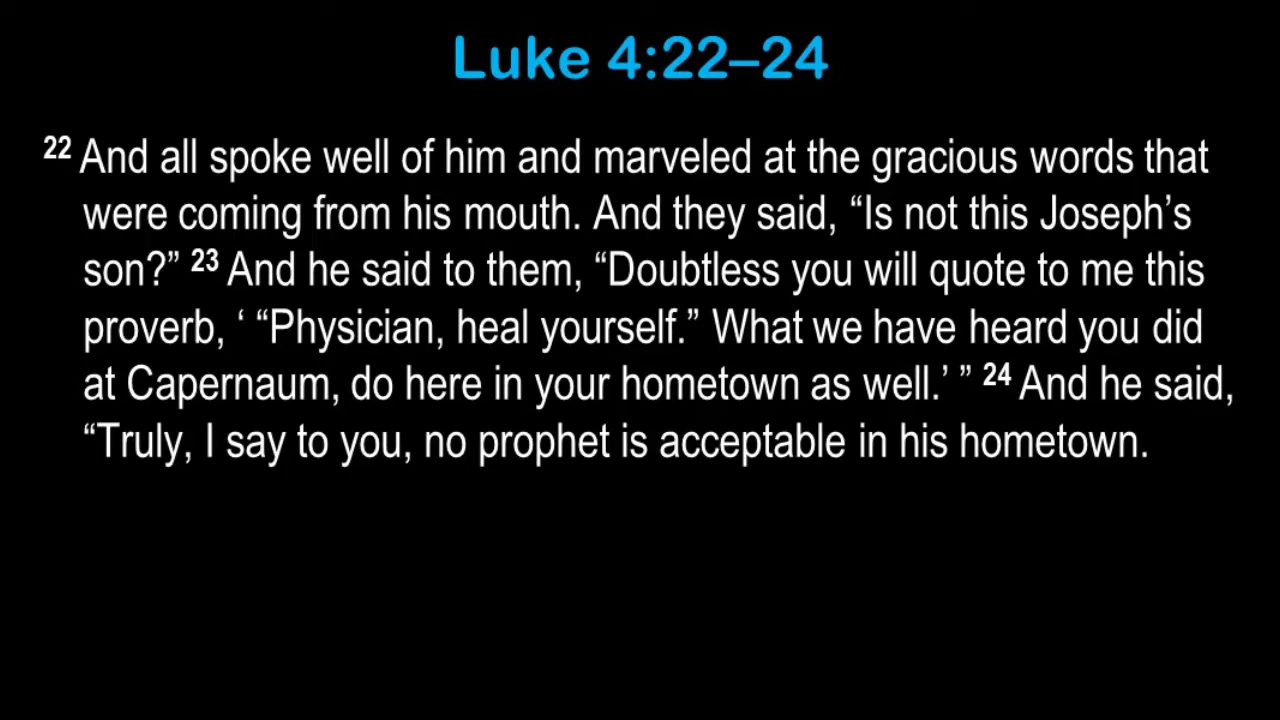 Luke 4:22–24
22 And all spoke well of him and marveled at the gracious words that
were coming from his mouth. And they said, “Is not this Joseph’s
son?” 23 And he said to them, “Doubtless you will quote to me this
proverb, ‘ “Physician, heal yourself.” What we have heard you did
at Capernaum, do here in your hometown as well.’ ” 24 And he said,
“Truly, I say to you, no prophet is acceptable in his hometown.